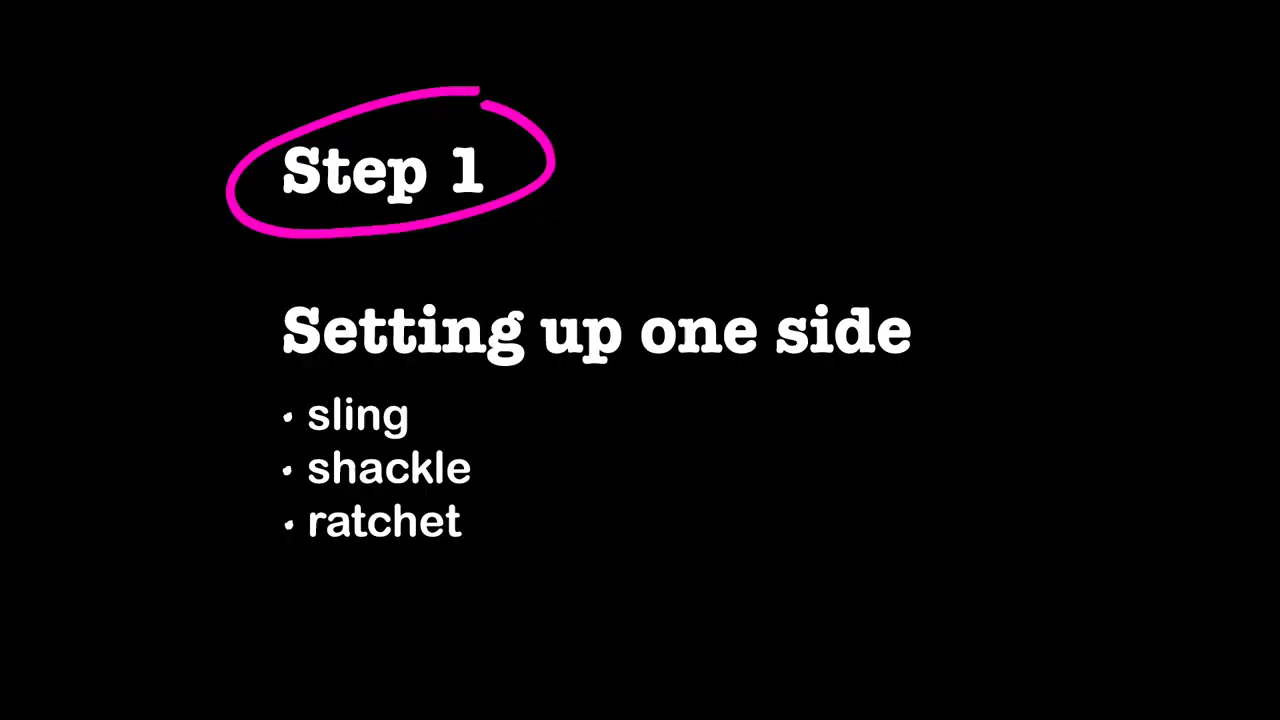 Step 1
Setting up one side
· sling
· shackle
· ratchet